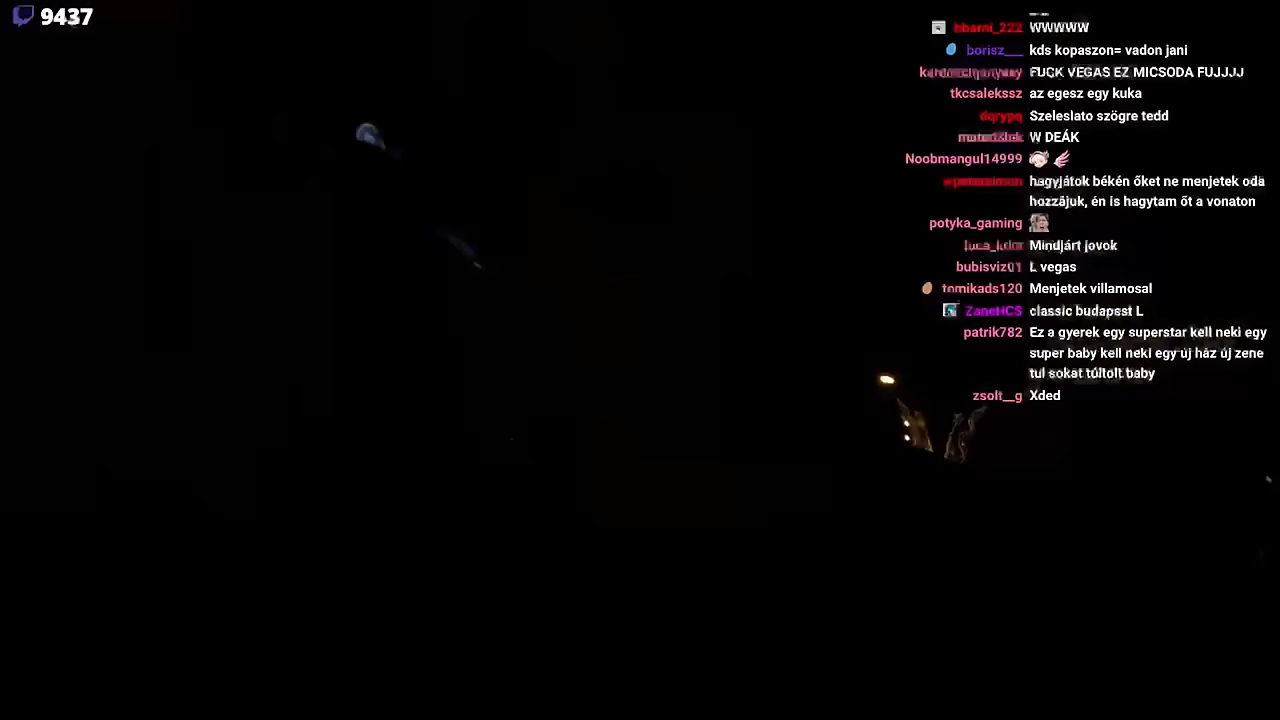 9437
WWWWW
borisz___ kds kopaszon= vadon jani
FUCK VEGAS EZ MICSODA FUJJJJ
tkcsalekssz az egesz egy kuka
dqrypq Szeleslato szögre tedd
W DEÁK
Noobmangul14999
hagyjátok békén őket ne menjetek oda
hozzájuk, én is hagytam őt a vonaton
potyka_gaming
Mindjárt jovok
L vegas
tomikads120 Menjetek villamosal
ZaneHCS classic budapest L
patrik782 Ez a gyerek egy superstar kell neki egy
super baby kell neki egy új ház új zene
tul sokat túltolt baby
zsolt__g Xded